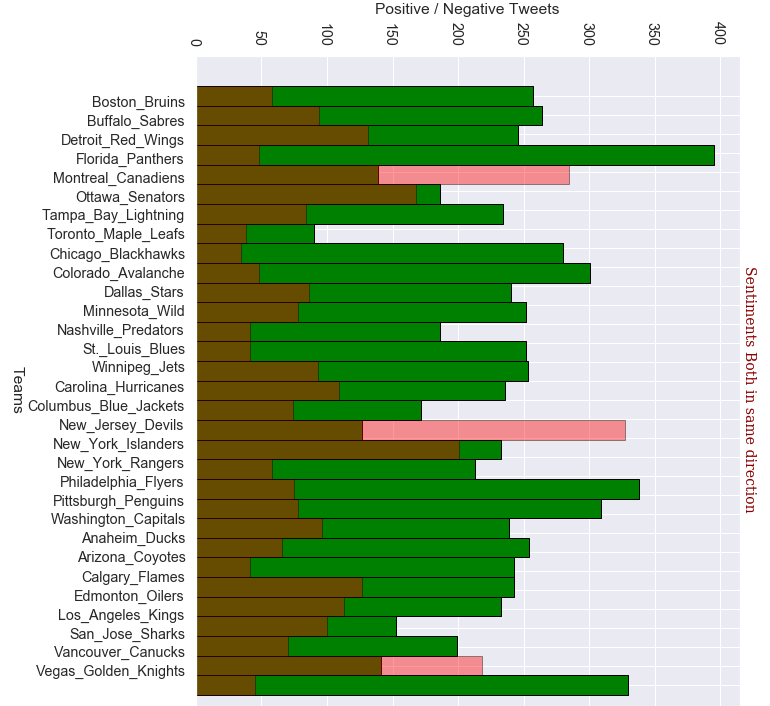 Positive / Negative Tweets
0 50 100 150 200 250 300 350 400
Boston_Bruins
Buffalo_Sabres
Detroit_Red_Wings
Florida_Panthers
Montreal_Canadiens
Ottawa_Senators
Tampa_Bay_Lightning
Toronto_Maple_Leafs
Chicago_Blackhawks
Colorado_Avalanche
Dallas_Stars
Minnesota_Wild
Nashville_Predators
St._Louis_Blues
Winnipeg_Jets
Carolina_Hurricanes
Columbus_Blue_Jackets
New_Jersey_Devils
New_York_Islanders
New_York_Rangers
Philadelphia_Flyers
Pittsburgh_Penguins
Washington_Capitals
Anaheim_Ducks
Arizona_Coyotes
Calgary_Flames
Edmonton_Oilers
Los_Angeles_Kings
San_Jose_Sharks
Vancouver_Canucks
Vegas_Golden_Knights
Teams
Sentiments Both in same direction